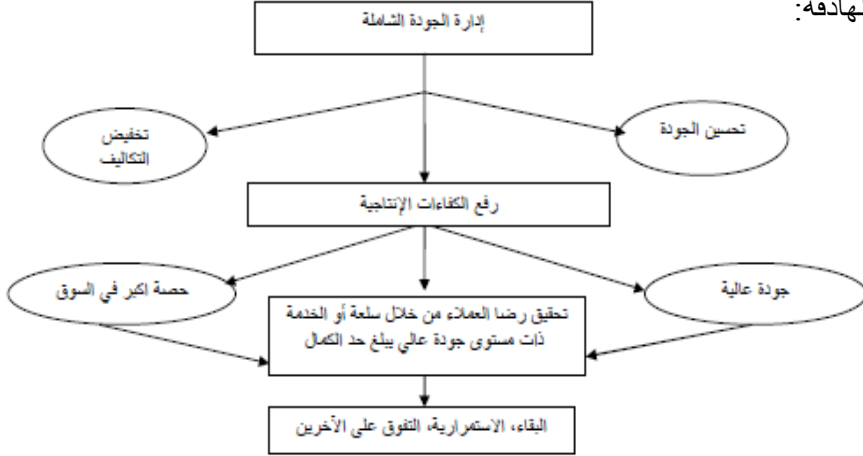 لهادفة:
إدارة الجودة الشاملة
تحسين الجودة
تخفيض
التكاليف
رفع الكفاءات الإنتاجية
جودة عالية
حصة اكبر في السوق
تحقيق رضا العملاء من خلال سلعة أو الخدمة
ذات مستوى جودة عالي يبلغ حد الكمال
البقاء، الاستمرارية، التفوق على الآخرين